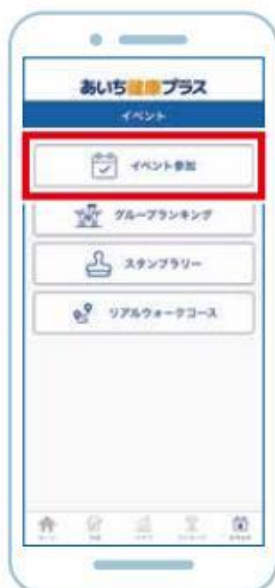 あいち健康プラス
イベント
イベント参加
グループランキング
スタンプラリー
リアルウォークコース